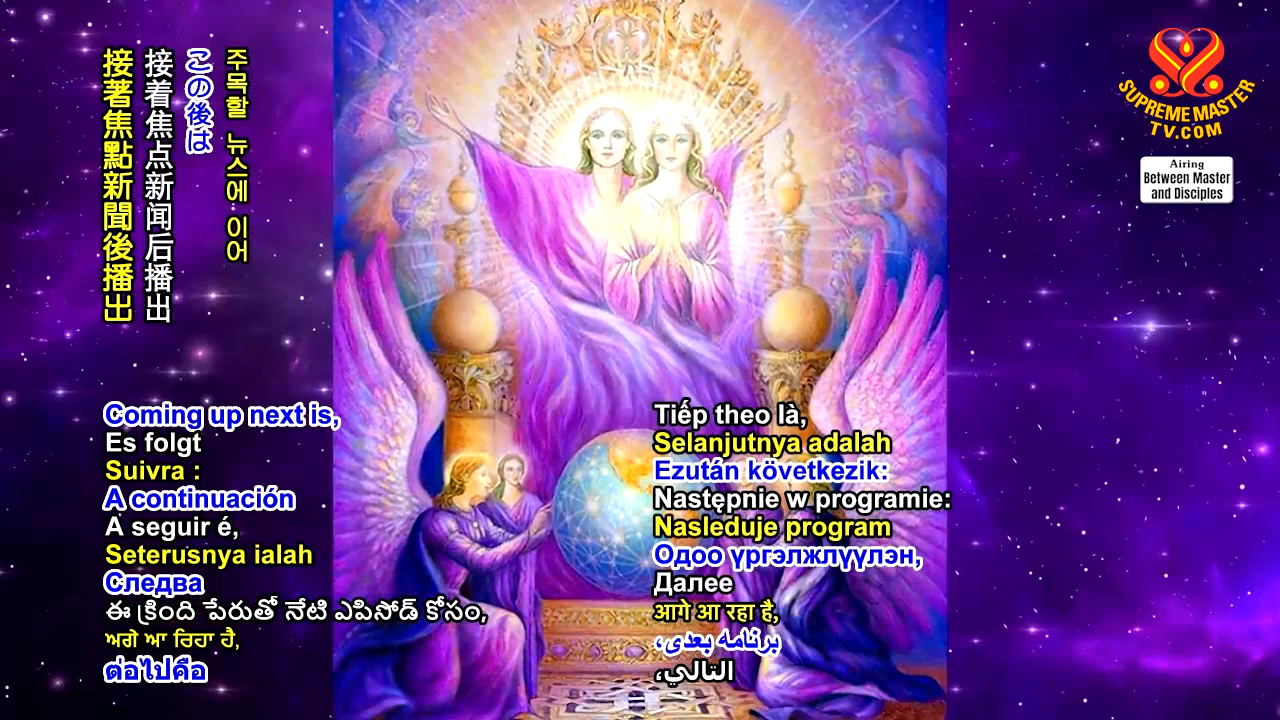 주목할 뉴스에 이어
この後は
接着焦点新闻后播出
接著焦點新聞後播出
SUPREME MASTER
TV.COM
Airing
Between Master
and Disciples
Coming up next is,
Es folgt
Suivra :
A continuación
A seguir é,
Seterusnya ialah
Следва
ఈ క్రింది పేరుతో నేటి ఎపిసోడ్ కోసం,
ਅਗੇ ਆ ਰਿਹਾ ਹੈ,
ต่อไปคือ
Tiếp theo là,
Selanjutnya adalah
Ezután következik:
Następnie w programie:
Nasleduje program
Одоо үргэлжлүүлэн,
Далее
आगे आ रहा है,
برنامه بعدی،
التالي،